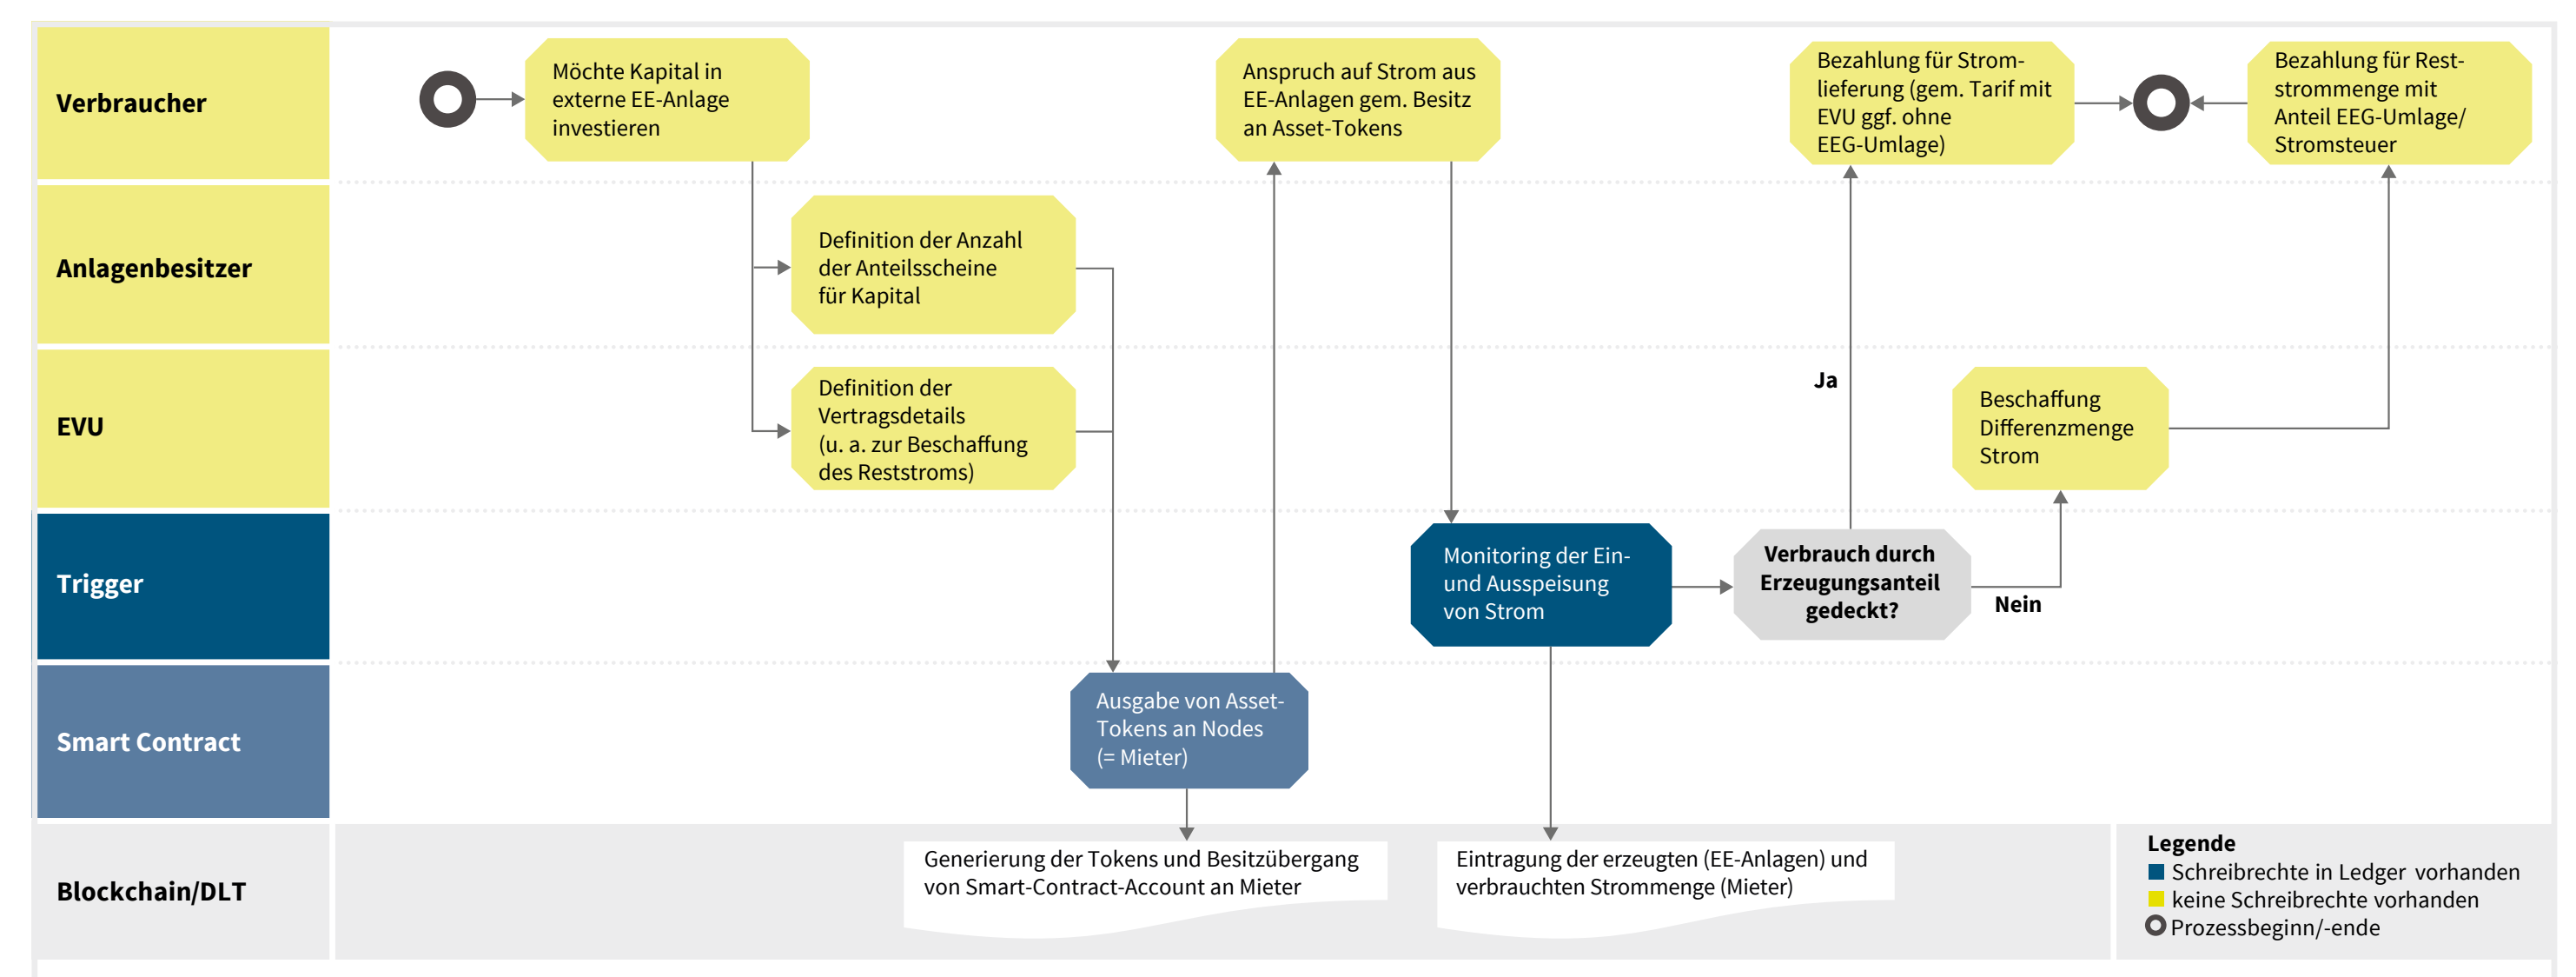 Verbraucher
Möchte Kapital in
externe EE-Anlage
investieren
Anspruch auf Strom aus
EE-Anlagen gem. Besitz
an Asset-Tokens
Bezahlung für Strom-
lieferung (gem. Tarif mit
EVU ggf. ohne
EEG-Umlage)
Bezahlung für Rest-
strommenge mit
Anteil EEG-Umlage/
Stromsteuer
Anlagenbesitzer
Definition der Anzahl
der Anteilsscheine
für Kapital
EVU
Definition der
Vertragsdetails
(u. a. zur Beschaffung
des Reststroms)
Ja
Beschaffung
Differenzmenge
Strom
Trigger
Monitoring der Ein-
und Ausspeisung
von Strom
Verbrauch durch
Erzeugungsanteil
gedeckt?
Nein
Smart Contract
Ausgabe von Asset-
Tokens an Nodes
(= Mieter)
Blockchain/DLT
Generierung der Tokens und Besitzübergang
von Smart-Contract-Account an Mieter
Eintragung der erzeugten (EE-Anlagen) und
verbrauchten Strommenge (Mieter)
Legende
Schreibrechte in Ledger vorhanden
keine Schreibrechte vorhanden
Prozessbeginn/-ende